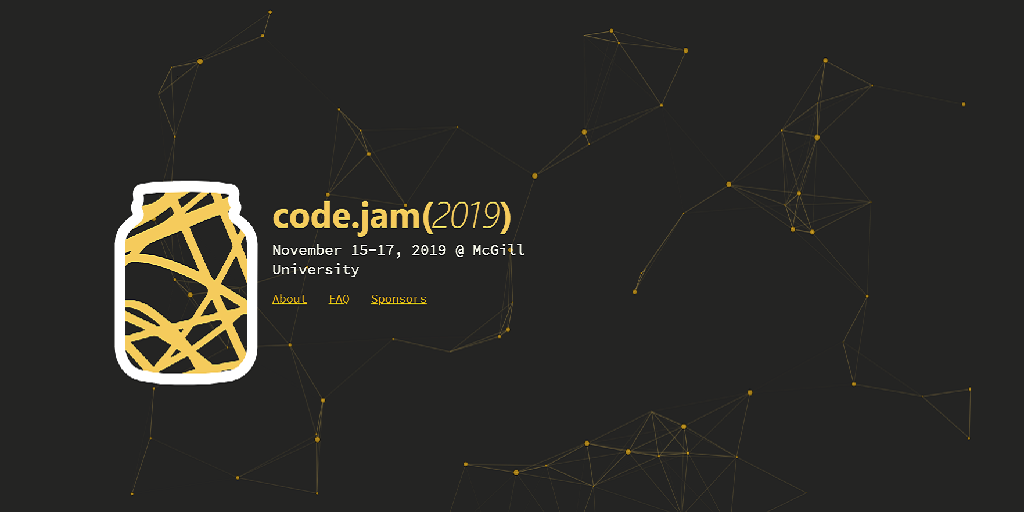 code.jam(2019)
November 15-17, 2019 @ McGill
University
About FAQ Sponsors